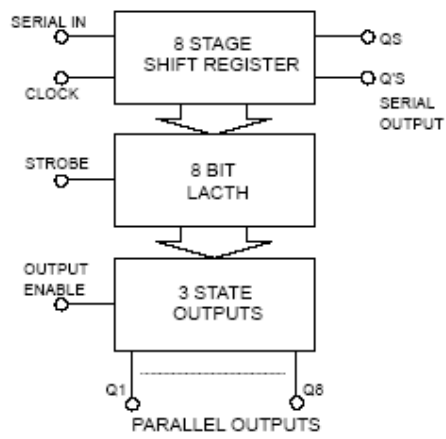 SERIAL IN
CLOCK
8 STAGE
SHIFT REGISTER
QS
Q'S
SERIAL
OUTPUT
STROBE
8 BIT
LACTH
OUTPUT
ENABLE
3 STATE
OUTPUTS
Q1
Q8
PARALLEL OUTPUTS